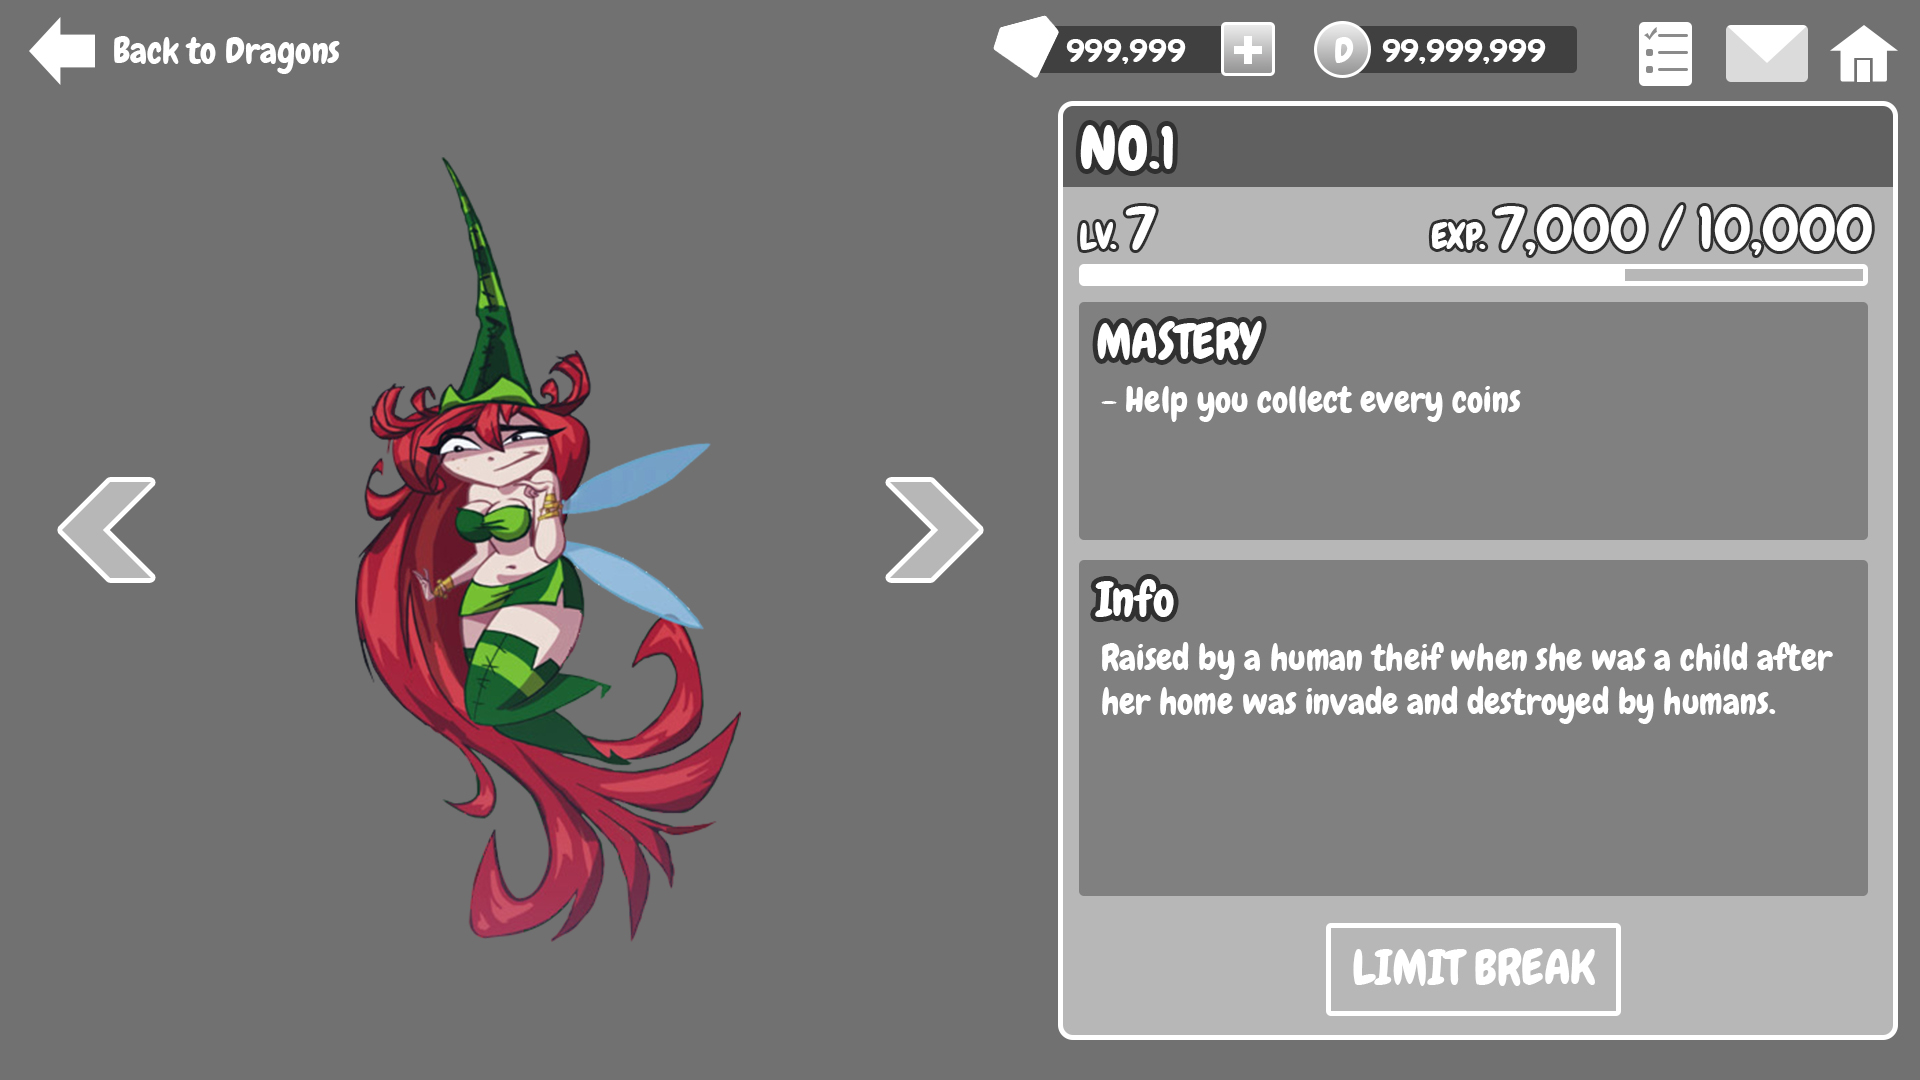 Back to Dragons
999,999
D 99,999,999
NO.1
LV. 7
EXP. 7,000 / 10,000
MASTERY
- Help you collect every coins
Info
Raised by a human theif when she was a child after
her home was invade and destroyed by humans.
LIMIT BREAK